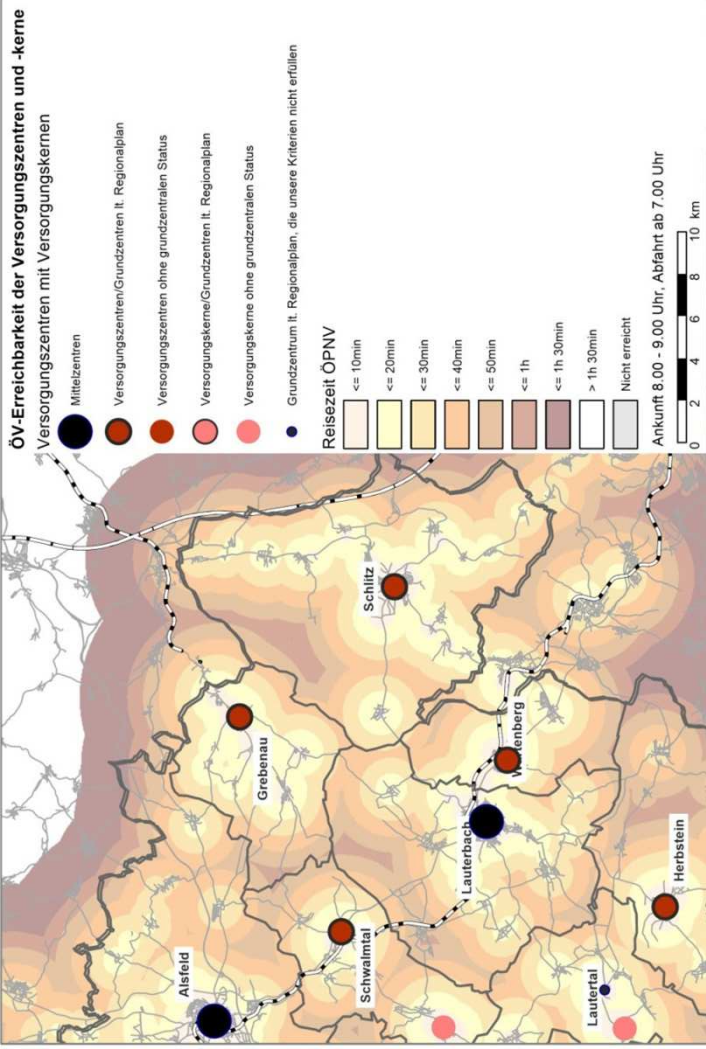 ÖV-Erreichbarkeit der Versorgungszentren und -kerne
Versorgungszentren mit Versorgungskernen
Mittelzentren
Versorgungszentren/Grundzentren lt. Regionalplan
Versorgungszentren ohne grundzentralen Status
Versorgungskerne/Grundzentren lt. Regionalplan
Versorgungskerne ohne grundzentralen Status
Grundzentrum lt. Regionalplan, die unsere Kriterien nicht erfüllen
Reisezeit ÖPNV
<= 10min
<= 20min
<= 30min
<= 40min
<= 50min
<= 1h
<= 1h 30min
> 1h 30min
Nicht erreicht
Ankunft 8.00 - 9.00 Uhr, Abfahrt ab 7.00 Uhr
0 2 4 6 8 10
km
Alsfeld
Grebenau
Schlitz
Schwalmtal
Lauterbach
Lautertal
Herbstein